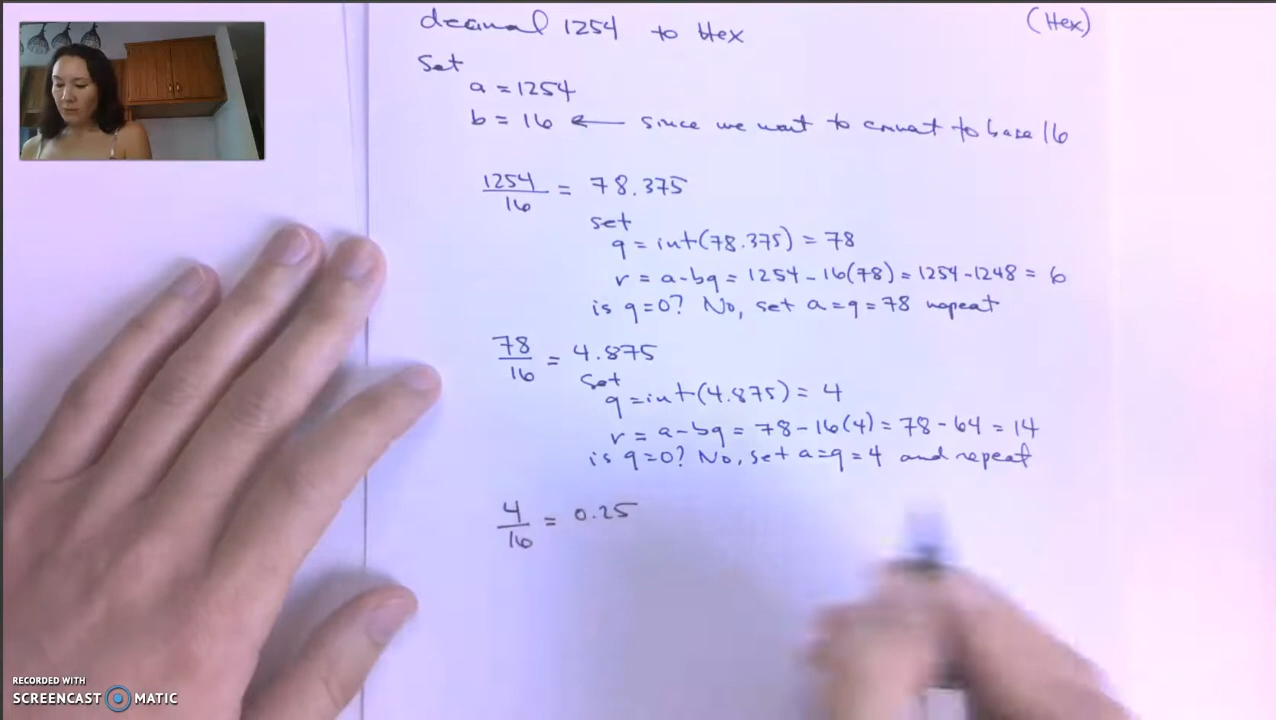 decimal 1254 to Hex (Hex)
Set
a = 1254
b = 16 ← since we want to convert to base 16
1254/16 = 78.375
set
q = int(78.375) = 78
r = a-bq = 1254 - 16(78) = 1254-1248 = 6
is q=0? No, set a=q=78 repeat
78/16 = 4.875
Set
q = int(4.875) = 4
r = a-bq = 78-16(4) = 78-64 = 14
is q=0? No, set a=q=4 and repeat
4/16 = 0.25
RECORDED WITH
SCREENCAST MATIC